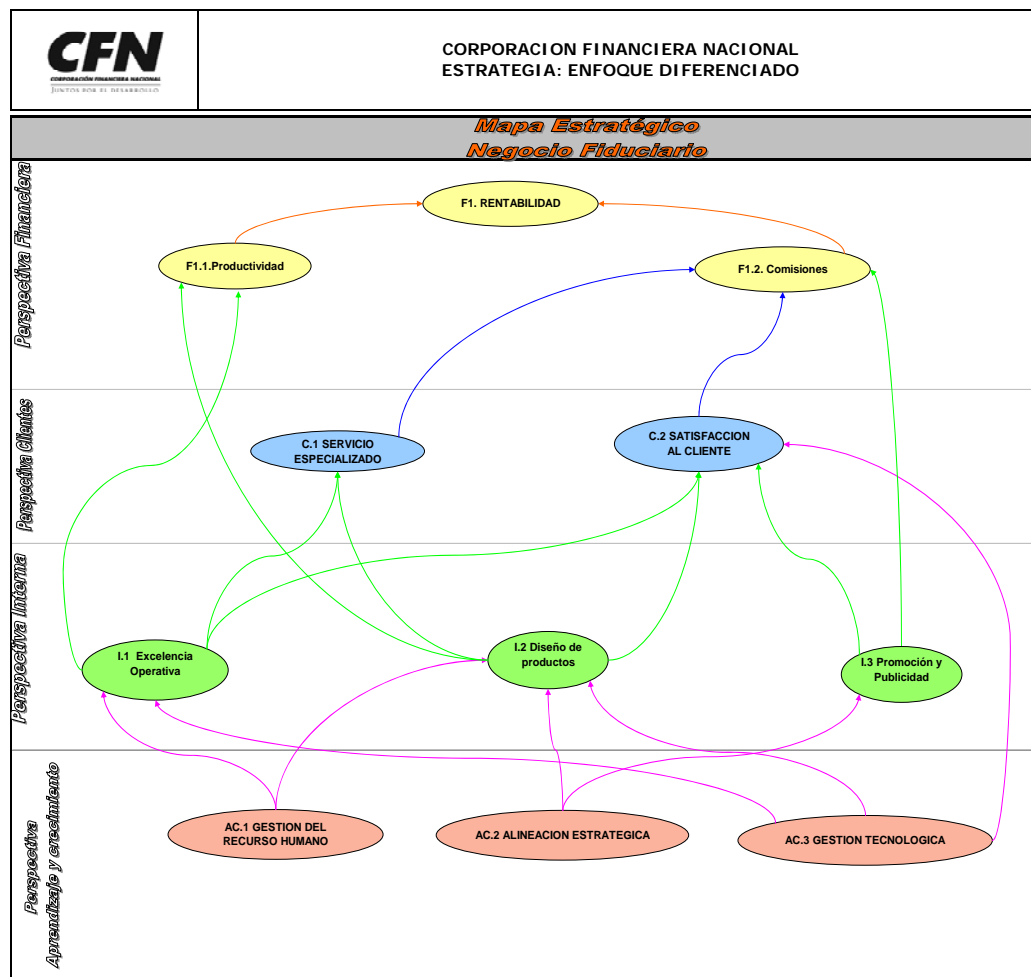 CFN
CORPORACIÓN FINANCIERA NACIONAL
JUNTOS POR EL DESARROLLO
CORPORACION FINANCIERA NACIONAL
ESTRATEGIA: ENFOQUE DIFERENCIADO
Mapa Estratégico
Negocio Fiduciario
Perspectiva Financiera
F1. RENTABILIDAD
F1.1.Productividad
F1.2. Comisiones
Perspectiva Clientes
C.1 SERVICIO
ESPECIALIZADO
C.2 SATISFACCION
AL CLIENTE
Perspectiva Interna
I.1 Excelencia
Operativa
I.2 Diseño de
productos
I.3 Promoción y
Publicidad
Perspectiva
Aprendizaje y crecimiento
AC.1 GESTION DEL
RECURSO HUMANO
AC.2 ALINEACION ESTRATEGICA
AC.3 GESTION TECNOLOGICA